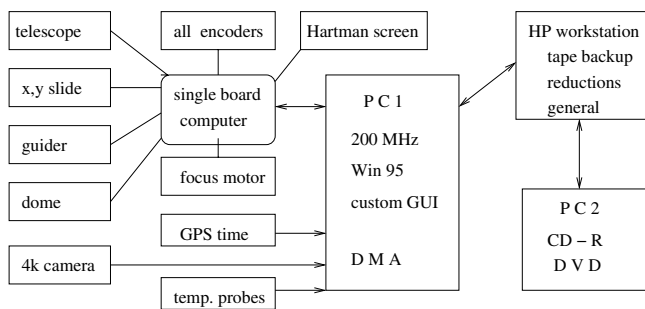 telescope
all encoders
Hartman screen
HP workstation
tape backup
reductions
general
x,y slide
single board
computer
P C 1
200 MHz
Win 95
custom GUI
D M A
guider
focus motor
dome
GPS time
4k camera
temp. probes
P C 2
CD – R
D V D